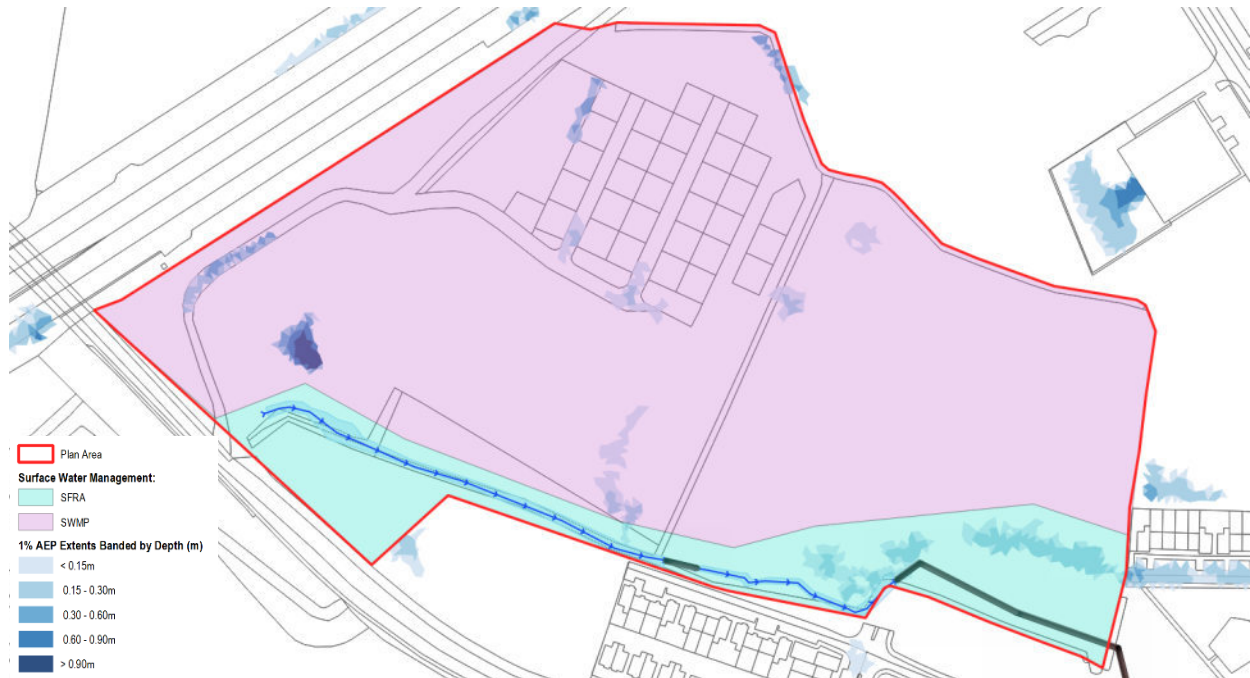 Plan Area
Surface Water Management:
SFRA
SWMP
1% AEP Extents Banded by Depth (m)
< 0.15m
0.15 - 0.30m
0.30 - 0.60m
0.60 - 0.90m
> 0.90m